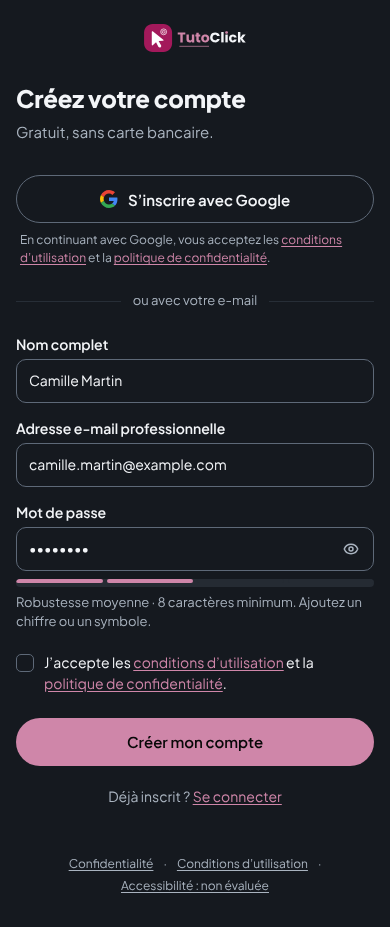 TutoClick
Créez votre compte
Gratuit, sans carte bancaire.
S'inscrire avec Google
En continuant avec Google, vous acceptez les conditions
d'utilisation et la politique de confidentialité.
ou avec votre e-mail
Nom complet
Camille Martin
Adresse e-mail professionnelle
camille.martin@example.com
Mot de passe
••••••••
Robustesse moyenne · 8 caractères minimum. Ajoutez un
chiffre ou un symbole.
J'accepte les conditions d'utilisation et la
politique de confidentialité.
Créer mon compte
Déjà inscrit ? Se connecter
Confidentialité · Conditions d'utilisation ·
Accessibilité : non évaluée